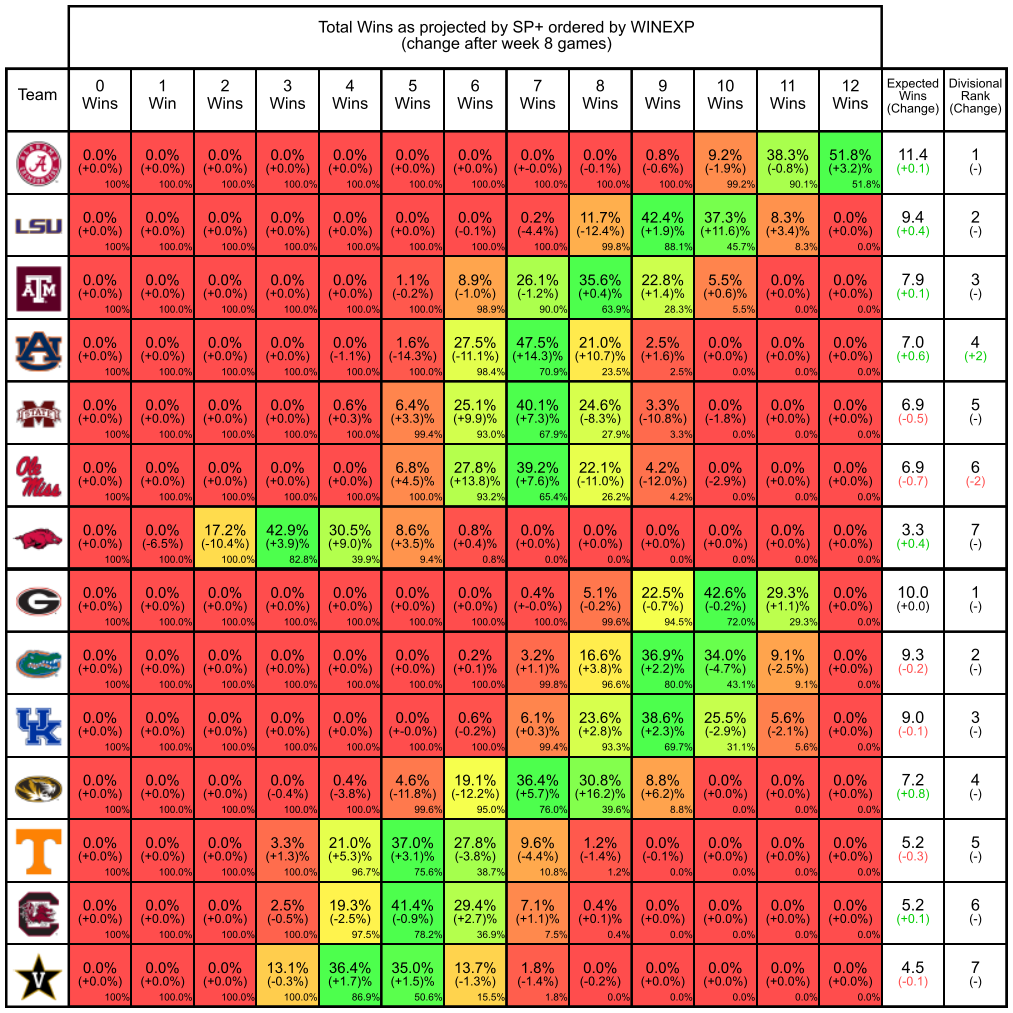 Total Wins as projected by SP+ ordered by WINEXP
(change after week 8 games)
Team 0 Wins 1 Win 2 Wins 3 Wins 4 Wins 5 Wins 6 Wins 7 Wins 8 Wins 9 Wins 10 Wins 11 Wins 12 Wins Expected Wins (Change) Divisional Rank (Change)
ALABAMA A CRIMSON TIDE
0.0% 0.0% 0.0% 0.0% 0.0% 0.0% 0.0% 0.0% 0.0% 0.8% 9.2% 38.3% 51.8% 11.4 1
(+0.0%) (+0.0%) (+0.0%) (+0.0%) (+0.0%) (+0.0%) (+0.0%) (+-0.0%) (-0.1%) (-0.6%) (-1.9%) (-0.8%) (+3.2%) (+0.1) (-)
100% 100.0% 100.0% 100.0% 100.0% 100.0% 100.0% 100.0% 100.0% 100.0% 99.2% 90.1% 51.8%
LSU
0.0% 0.0% 0.0% 0.0% 0.0% 0.0% 0.0% 0.2% 11.7% 42.4% 37.3% 8.3% 0.0% 9.4 2
(+0.0%) (+0.0%) (+0.0%) (+0.0%) (+0.0%) (+0.0%) (-0.1%) (-4.4%) (-12.4%) (+1.9%) (+11.6%) (+3.4%) (+0.0%) (+0.4) (-)
100% 100.0% 100.0% 100.0% 100.0% 100.0% 100.0% 100.0% 99.8% 88.1% 45.7% 8.3% 0.0%
ATM
0.0% 0.0% 0.0% 0.0% 0.0% 1.1% 8.9% 26.1% 35.6% 22.8% 5.5% 0.0% 0.0% 7.9 3
(+0.0%) (+0.0%) (+0.0%) (+0.0%) (+0.0%) (-0.2%) (-1.0%) (-1.2%) (+0.4)% (+1.4%) (+0.6)% (+0.0%) (+0.0%) (+0.1) (-)
100% 100.0% 100.0% 100.0% 100.0% 100.0% 98.9% 90.0% 63.9% 28.3% 5.5% 0.0% 0.0%
AU
0.0% 0.0% 0.0% 0.0% 0.0% 1.6% 27.5% 47.5% 21.0% 2.5% 0.0% 0.0% 0.0% 7.0 4
(+0.0%) (+0.0%) (+0.0%) (+0.0%) (-1.1%) (-14.3%) (-11.1%) (+14.3%) (+10.7%) (+1.6%) (+0.0%) (+0.0%) (+0.0%) (+0.6) (+2)
100% 100.0% 100.0% 100.0% 100.0% 100.0% 98.4% 70.9% 23.5% 2.5% 0.0% 0.0% 0.0%
STATE
0.0% 0.0% 0.0% 0.0% 0.6% 6.4% 25.1% 40.1% 24.6% 3.3% 0.0% 0.0% 0.0% 6.9 5
(+0.0%) (+0.0%) (+0.0%) (+0.0%) (+0.3%) (+3.3%) (+9.9%) (+7.3%) (-8.3%) (-10.8%) (-1.8%) (+0.0%) (+0.0%) (-0.5) (-)
100% 100.0% 100.0% 100.0% 100.0% 99.4% 93.0% 67.9% 27.9% 3.3% 0.0% 0.0% 0.0%
Ole Miss
0.0% 0.0% 0.0% 0.0% 0.0% 6.8% 27.8% 39.2% 22.1% 4.2% 0.0% 0.0% 0.0% 6.9 6
(+0.0%) (+0.0%) (+0.0%) (+0.0%) (+0.0%) (+4.5%) (+13.8%) (+7.6%) (-11.0%) (-12.0%) (-2.9%) (+0.0%) (+0.0%) (-0.7) (-2)
100% 100.0% 100.0% 100.0% 100.0% 100.0% 93.2% 65.4% 26.2% 4.2% 0.0% 0.0% 0.0%
0.0% 0.0% 17.2% 42.9% 30.5% 8.6% 0.8% 0.0% 0.0% 0.0% 0.0% 0.0% 0.0% 3.3 7
(+0.0%) (-6.5%) (-10.4%) (+3.9%) (+9.0%) (+3.5%) (+0.4%) (+0.0%) (+0.0%) (+0.0%) (+0.0%) (+0.0%) (+0.0%) (+0.4) (-)
100% 100.0% 100.0% 82.8% 39.9% 9.4% 0.8% 0.0% 0.0% 0.0% 0.0% 0.0% 0.0%
G
0.0% 0.0% 0.0% 0.0% 0.0% 0.0% 0.0% 0.4% 5.1% 22.5% 42.6% 29.3% 0.0% 10.0 1
(+0.0%) (+0.0%) (+0.0%) (+0.0%) (+0.0%) (+0.0%) (+0.0%) (+-0.0%) (-0.2%) (-0.7%) (-0.2%) (+1.1%) (+0.0%) (+0.0) (-)
100% 100.0% 100.0% 100.0% 100.0% 100.0% 100.0% 100.0% 99.6% 94.5% 72.0% 29.3% 0.0%
0.0% 0.0% 0.0% 0.0% 0.0% 0.0% 0.2% 3.2% 16.6% 36.9% 34.0% 9.1% 0.0% 9.3 2
(+0.0%) (+0.0%) (+0.0%) (+0.0%) (+0.0%) (+0.0%) (+0.1%) (+1.1%) (+3.8%) (+2.2%) (-4.7%) (-2.5%) (+0.0%) (-0.2) (-)
100% 100.0% 100.0% 100.0% 100.0% 100.0% 100.0% 99.8% 96.6% 80.0% 43.1% 9.1% 0.0%
UK
0.0% 0.0% 0.0% 0.0% 0.0% 0.0% 0.6% 6.1% 23.6% 38.6% 25.5% 5.6% 0.0% 9.0 3
(+0.0%) (+0.0%) (+0.0%) (+0.0%) (+0.0%) (+-0.0%) (-0.2%) (+0.3%) (+2.8%) (+2.3%) (-2.9%) (-2.1%) (+0.0%) (-0.1) (-)
100% 100.0% 100.0% 100.0% 100.0% 100.0% 100.0% 99.4% 93.3% 69.7% 31.1% 5.6% 0.0%
0.0% 0.0% 0.0% 0.0% 0.4% 4.6% 19.1% 36.4% 30.8% 8.8% 0.0% 0.0% 0.0% 7.2 4
(+0.0%) (+0.0%) (+0.0%) (-0.4%) (-3.8%) (-11.8%) (-12.2%) (+5.7%) (+16.2%) (+6.2%) (+0.0%) (+0.0%) (+0.0%) (+0.8) (-)
100% 100.0% 100.0% 100.0% 100.0% 99.6% 95.0% 76.0% 39.6% 8.8% 0.0% 0.0% 0.0%
T
0.0% 0.0% 0.0% 3.3% 21.0% 37.0% 27.8% 9.6% 1.2% 0.0% 0.0% 0.0% 0.0% 5.2 5
(+0.0%) (+0.0%) (+0.0%) (+1.3%) (+5.3)% (+3.1)% (-3.8%) (-4.4%) (-1.4%) (-0.1%) (+0.0%) (+0.0%) (+0.0%) (-0.3) (-)
100% 100.0% 100.0% 100.0% 96.7% 75.6% 38.7% 10.8% 1.2% 0.0% 0.0% 0.0% 0.0%
C
0.0% 0.0% 0.0% 2.5% 19.3% 41.4% 29.4% 7.1% 0.4% 0.0% 0.0% 0.0% 0.0% 5.2 6
(+0.0%) (+0.0%) (+0.0%) (-0.5%) (-2.5%) (-0.9%) (+2.7%) (+1.1%) (+0.1%) (+0.0%) (+0.0%) (+0.0%) (+0.0%) (+0.1) (-)
100% 100.0% 100.0% 100.0% 97.5% 78.2% 36.9% 7.5% 0.4% 0.0% 0.0% 0.0% 0.0%
V
0.0% 0.0% 0.0% 13.1% 36.4% 35.0% 13.7% 1.8% 0.0% 0.0% 0.0% 0.0% 0.0% 4.5 7
(+0.0%) (+0.0%) (+0.0%) (-0.3%) (+1.7)% (+1.5)% (-1.3%) (-1.4%) (-0.2%) (+0.0%) (+0.0%) (+0.0%) (+0.0%) (-0.1) (-)
100% 100.0% 100.0% 100.0% 86.9% 50.6% 15.5% 1.8% 0.0% 0.0% 0.0% 0.0% 0.0%